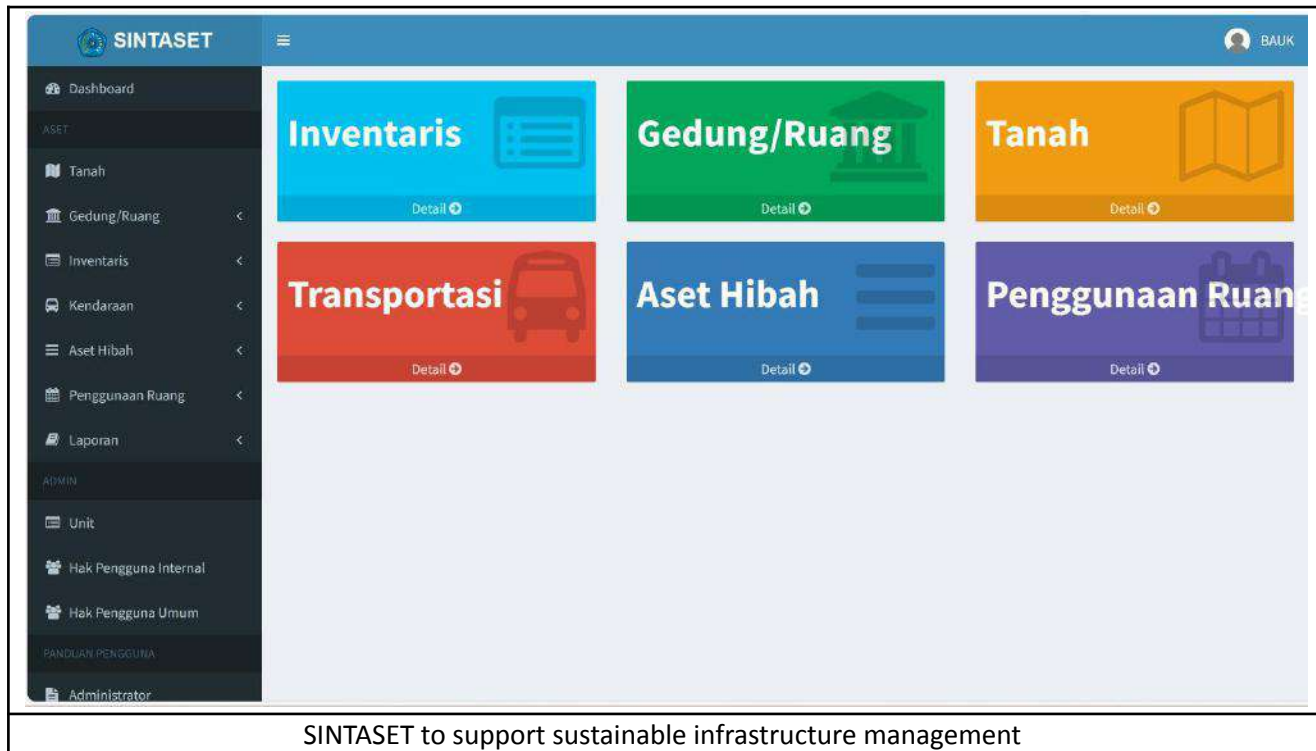 SINTASET
BAUK
Dashboard
ASET
Tanah
Gedung/Ruang
Inventaris
Kendaraan
Aset Hibah
Penggunaan Ruang
Laporan
ADMIN
Unit
Hak Pengguna Internal
Hak Pengguna Umum
PANDUAN PENGGUNA
Administrator
Inventaris
Detail
Gedung/Ruang
Detail
Tanah
Detail
Transportasi
Detail
Aset Hibah
Detail
Penggunaan Ruang
Detail
SINTASET to support sustainable infrastructure management